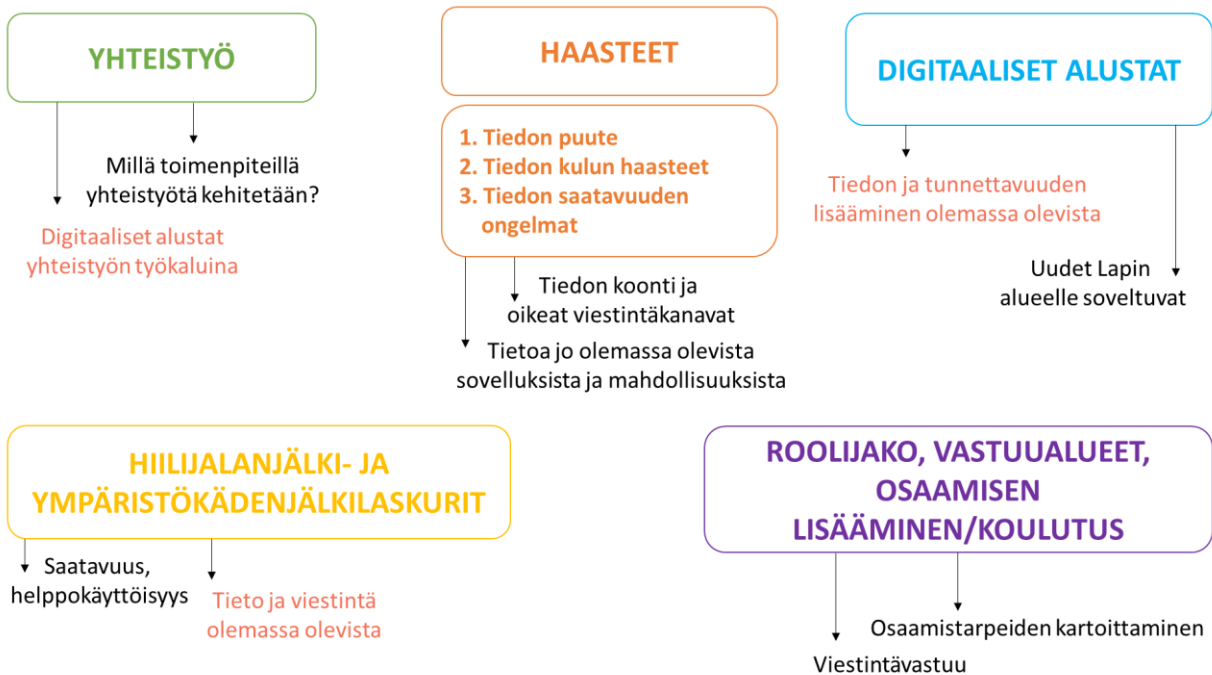 YHTEISTYÖ
Millä toimenpiteillä
yhteistyötä kehitetään?
Digitaaliset alustat
yhteistyön työkaluina
HAASTEET
1. Tiedon puute
2. Tiedon kulun haasteet
3. Tiedon saatavuuden
ongelmat
Tiedon koonti ja
oikeat viestintäkanavat
Tietoa jo olemassa olevista
sovelluksista ja mahdollisuuksista
DIGITAALISET ALUSTAT
Tiedon ja tunnettavuuden
lisääminen olemassa olevista
Uudet Lapin
alueelle soveltuvat
HIILIJALANJÄLKI- JA
YMPÄRISTÖKÄDENJÄLKILASKURIT
Saatavuus,
helppokäyttöisyys
Tieto ja viestintä
olemassa olevista
ROOLIJAKO, VASTUUALUEET,
OSAAMISEN
LISÄÄMINEN/KOULUTUS
Osaamistarpeiden kartoittaminen
Viestintävastuu